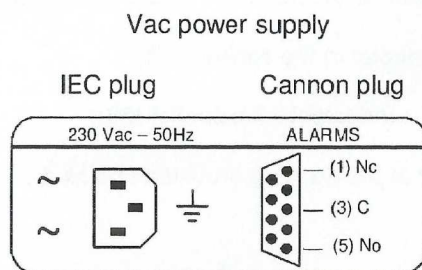 Vac power supply
IEC plug Cannon plug
230 Vac – 50Hz ALARMS
~ (1) Nc
(3) C
~ (5) No